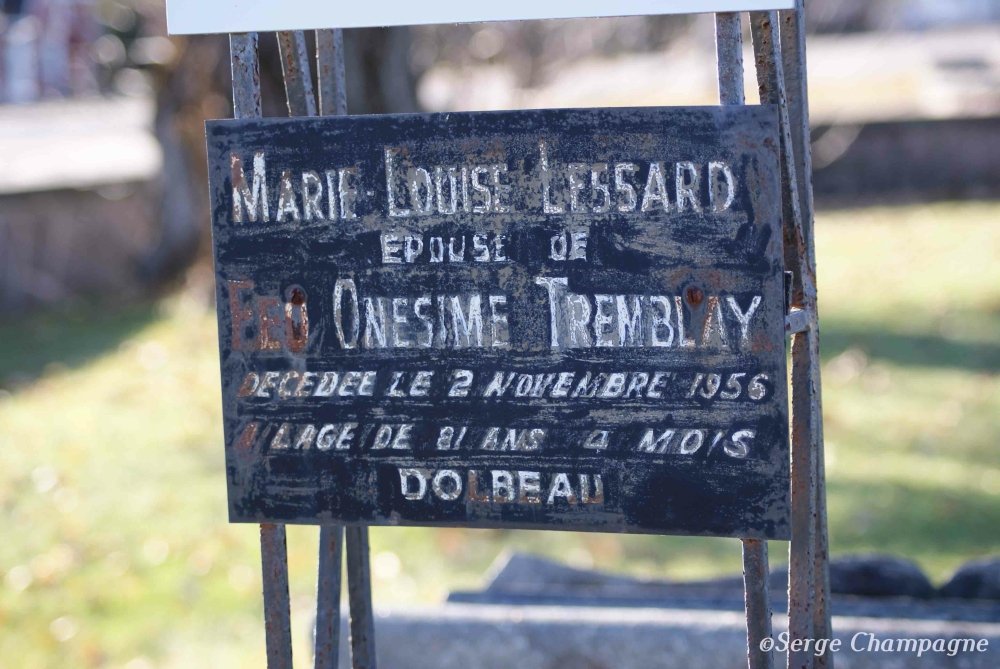 MARIE-LOUISE LESSARD
EPOUSE DE
FEU ONESIME TREMBLAY
DECEDEE LE 2 NOVEMBRE 1956
A L'AGE DE 81 ANS 4 MOIS
DOLBEAU
©Serge Champagne